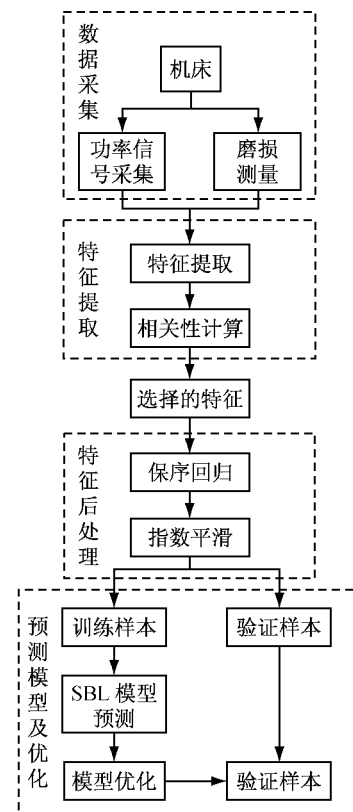 数据采集
机床
功率信
号采集
磨损
测量
特征提取
特征提取
相关性计算
选择的特征
特征后处理
保序回归
指数平滑
预测模型及优化
训练样本
验证样本
SBL 模型
预测
模型优化
验证样本